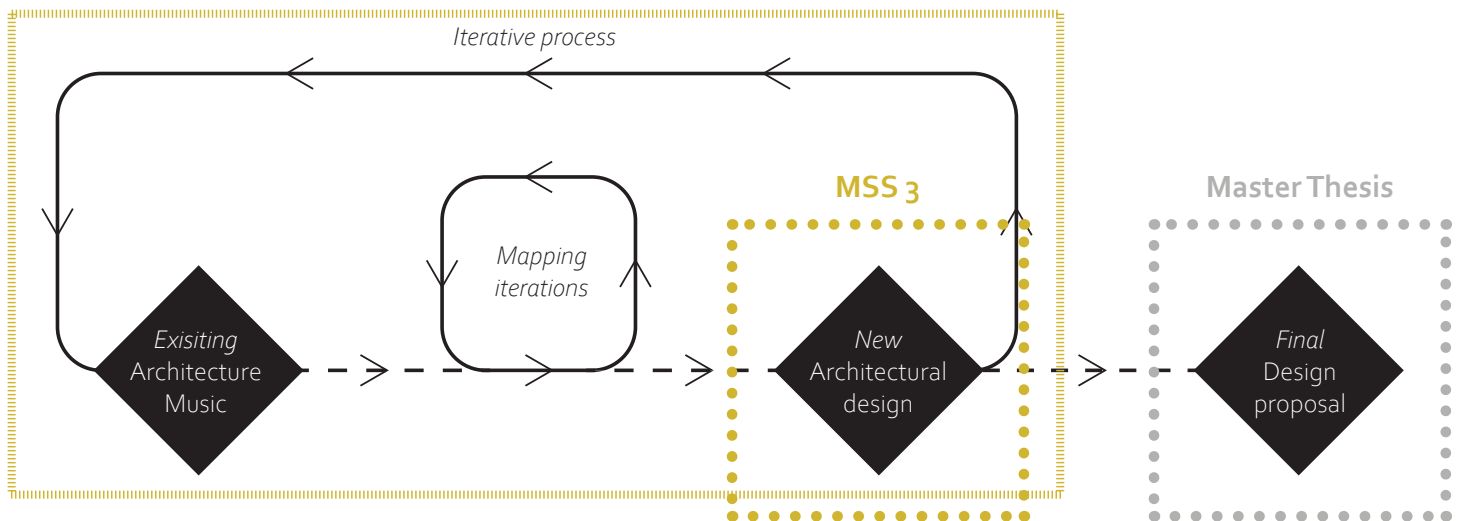 Iterative process
MSS 3
Master Thesis
Mapping
iterations
Exisiting
Architecture
Music
New
Architectural
design
Final
Design
proposal